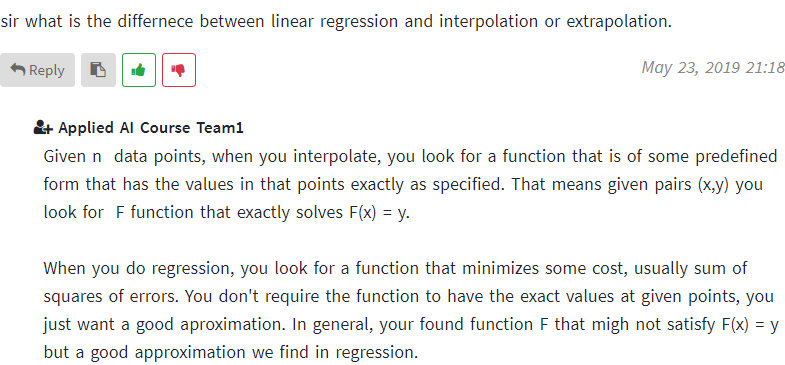 sir what is the differnece between linear regression and interpolation or extrapolation.
Reply
May 23, 2019 21:18
Applied AI Course Team1
Given n data points, when you interpolate, you look for a function that is of some predefined
form that has the values in that points exactly as specified. That means given pairs (x,y) you
look for F function that exactly solves F(x) = y.
When you do regression, you look for a function that minimizes some cost, usually sum of
squares of errors. You don't require the function to have the exact values at given points, you
just want a good aproximation. In general, your found function F that migh not satisfy F(x) = y
but a good approximation we find in regression.